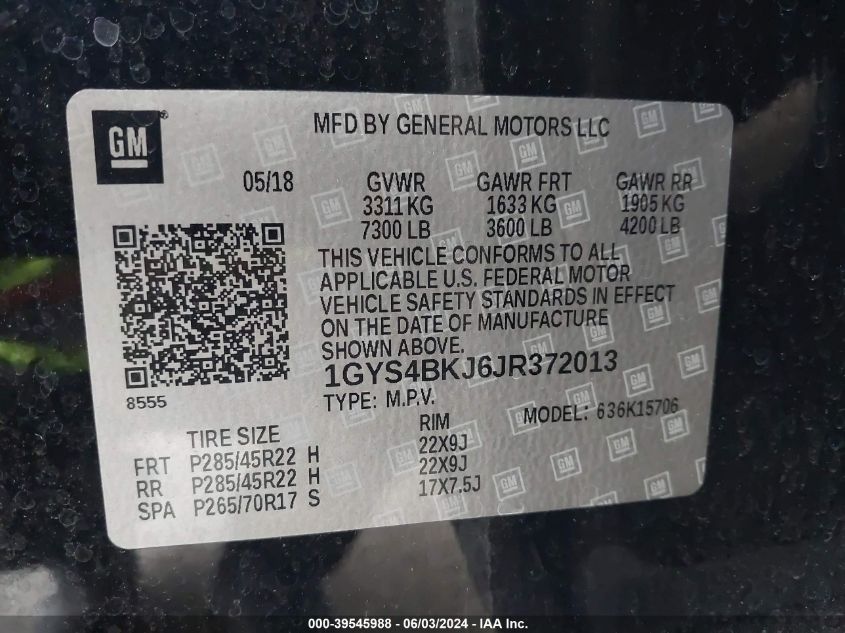 GM
MFD BY GENERAL MOTORS LLC
05/18 GVWR GAWR FRT GAWR RR
3311 KG 1633 KG 1905 KG
7300 LB 3600 LB 4200 LB
THIS VEHICLE CONFORMS TO ALL
APPLICABLE U.S. FEDERAL MOTOR
VEHICLE SAFETY STANDARDS IN EFFECT
ON THE DATE OF MANUFACTURE
SHOWN ABOVE.
1GYS4BKJ6JR372013
8555
TYPE: M.P.V. MODEL: 636K15706
TIRE SIZE RIM
FRT P285/45R22 H 22X9J
RR P285/45R22 H 22X9J
SPA P265/70R17 S 17X7.5J
000-39545988 - 06/03/2024 - IAA Inc.